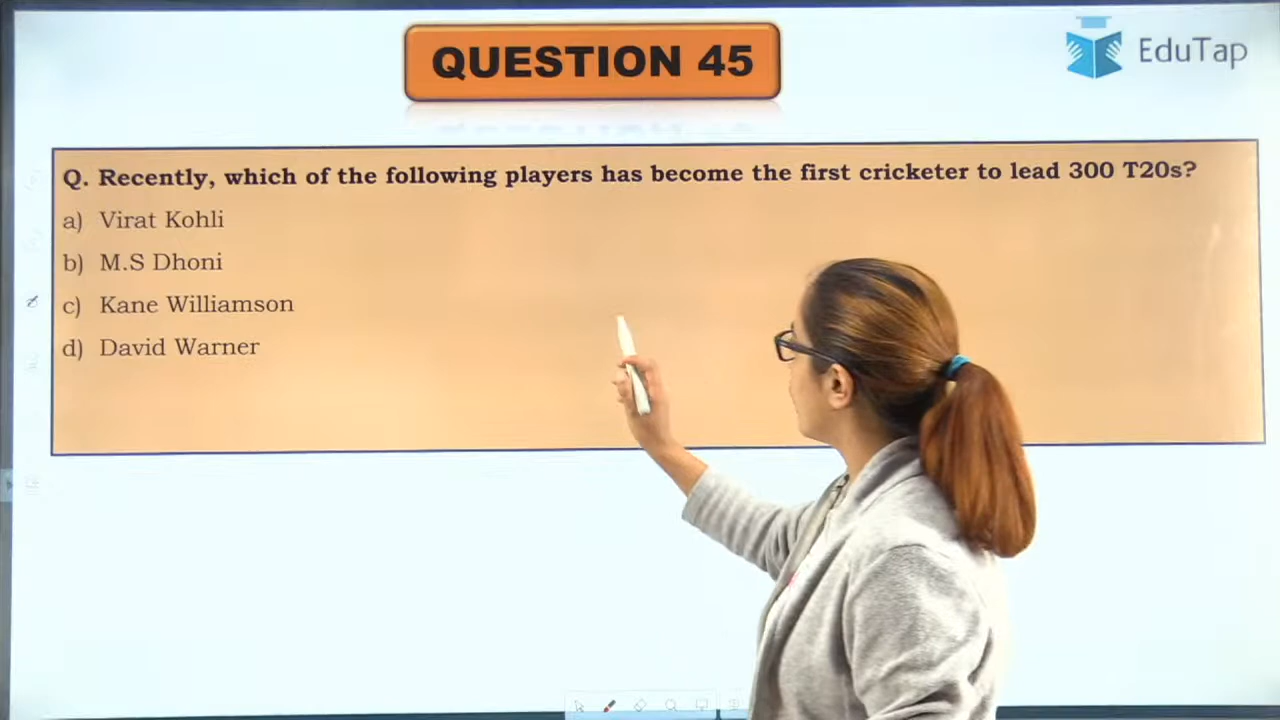 QUESTION 45
EduTap
Q. Recently, which of the following players has become the first cricketer to lead 300 T20s?
a) Virat Kohli
b) M.S Dhoni
c) Kane Williamson
d) David Warner